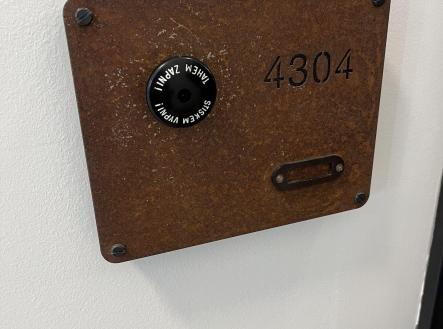 TAHEM ZAPNI!
STISKEM VYPNI!
4304